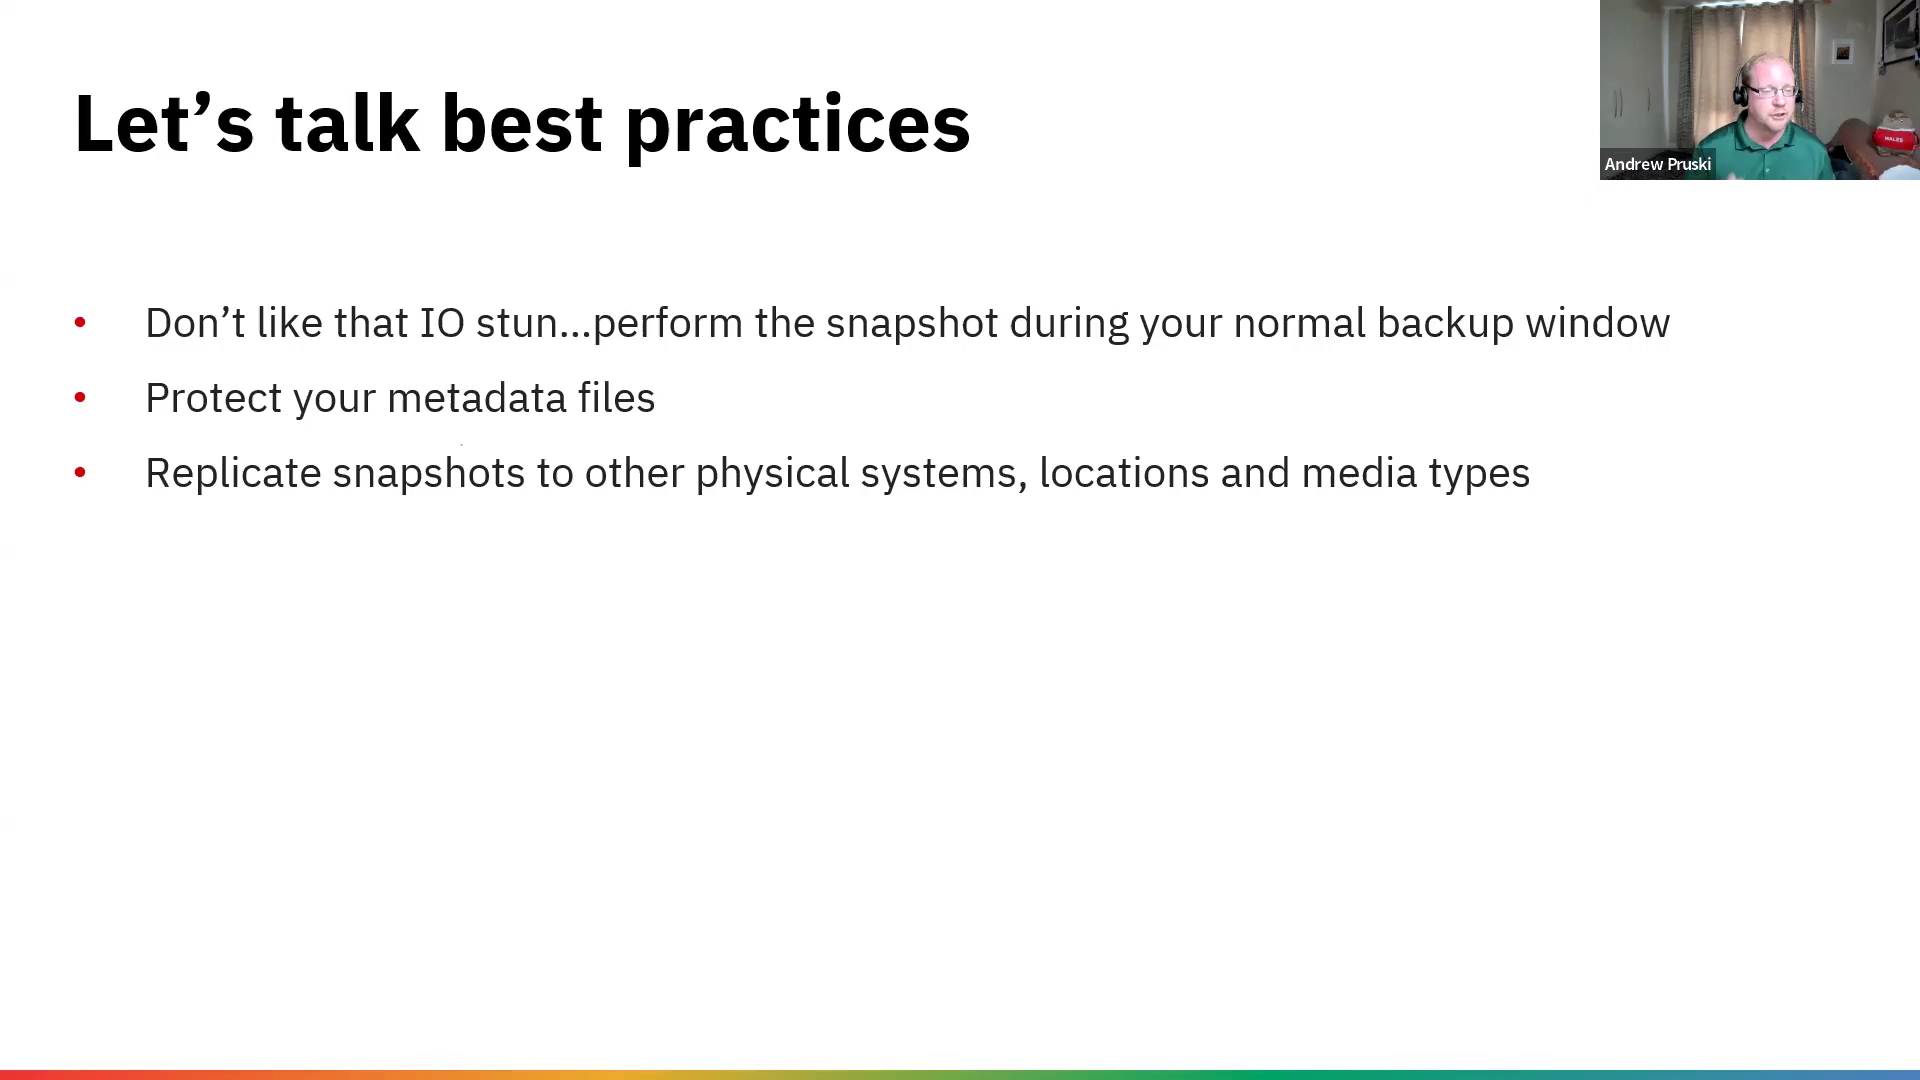 Let’s talk best practices
Andrew Pruski
WALES
• Don’t like that IO stun…perform the snapshot during your normal backup window
• Protect your metadata files
• Replicate snapshots to other physical systems, locations and media types